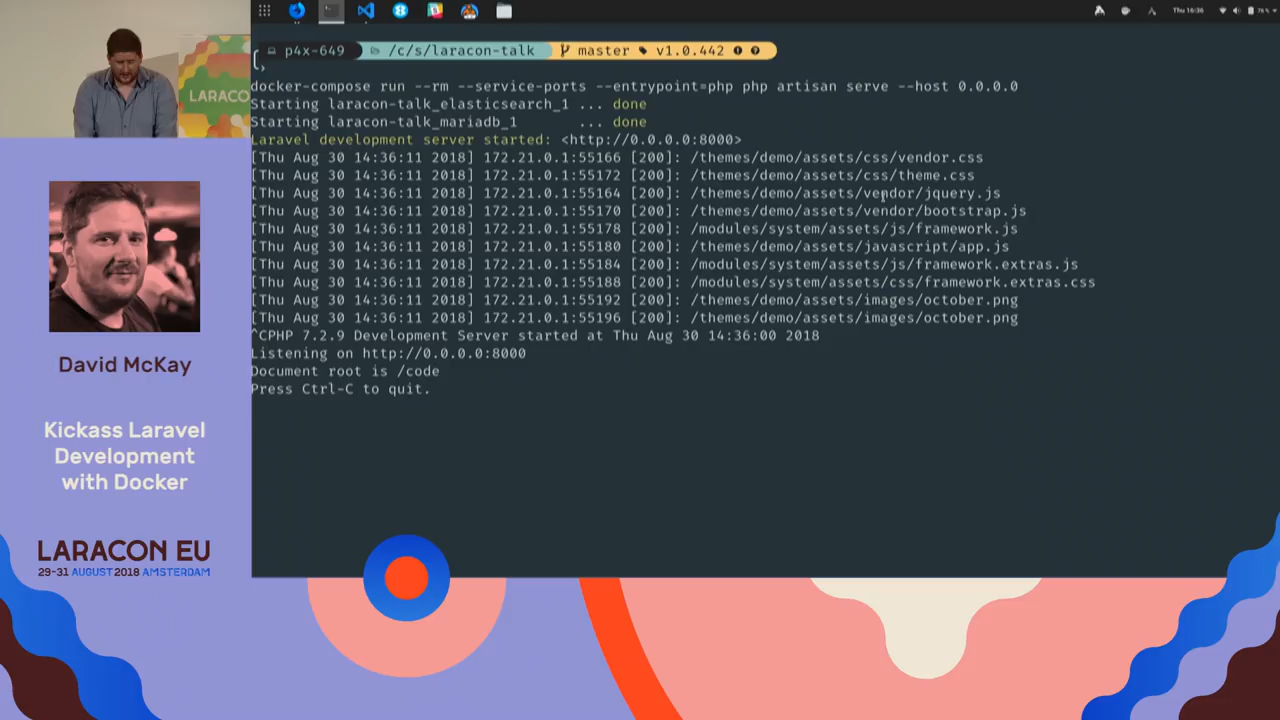 Thu 16:36
76 %
p4x-649 /c/s/laracon-talk master v1.0.442
docker-compose run --rm --service-ports --entrypoint=php php artisan serve --host 0.0.0.0
Starting laracon-talk_elasticsearch_1 ... done
Starting laracon-talk_mariadb_1 ... done
Laravel development server started: <http://0.0.0.0:8000>
[Thu Aug 30 14:36:11 2018] 172.21.0.1:55166 [200]: /themes/demo/assets/css/vendor.css
[Thu Aug 30 14:36:11 2018] 172.21.0.1:55172 [200]: /themes/demo/assets/css/theme.css
[Thu Aug 30 14:36:11 2018] 172.21.0.1:55164 [200]: /themes/demo/assets/vendor/jquery.js
[Thu Aug 30 14:36:11 2018] 172.21.0.1:55170 [200]: /themes/demo/assets/vendor/bootstrap.js
[Thu Aug 30 14:36:11 2018] 172.21.0.1:55178 [200]: /modules/system/assets/js/framework.js
[Thu Aug 30 14:36:11 2018] 172.21.0.1:55180 [200]: /themes/demo/assets/javascript/app.js
[Thu Aug 30 14:36:11 2018] 172.21.0.1:55184 [200]: /modules/system/assets/js/framework.extras.js
[Thu Aug 30 14:36:11 2018] 172.21.0.1:55188 [200]: /modules/system/assets/css/framework.extras.css
[Thu Aug 30 14:36:11 2018] 172.21.0.1:55192 [200]: /themes/demo/assets/images/october.png
[Thu Aug 30 14:36:11 2018] 172.21.0.1:55196 [200]: /themes/demo/assets/images/october.png
^CPHP 7.2.9 Development Server started at Thu Aug 30 14:36:00 2018
Listening on http://0.0.0.0:8000
Document root is /code
Press Ctrl-C to quit.
LARACO
David McKay
Kickass Laravel
Development
with Docker
LARACON EU
29-31 AUGUST 2018 AMSTERDAM